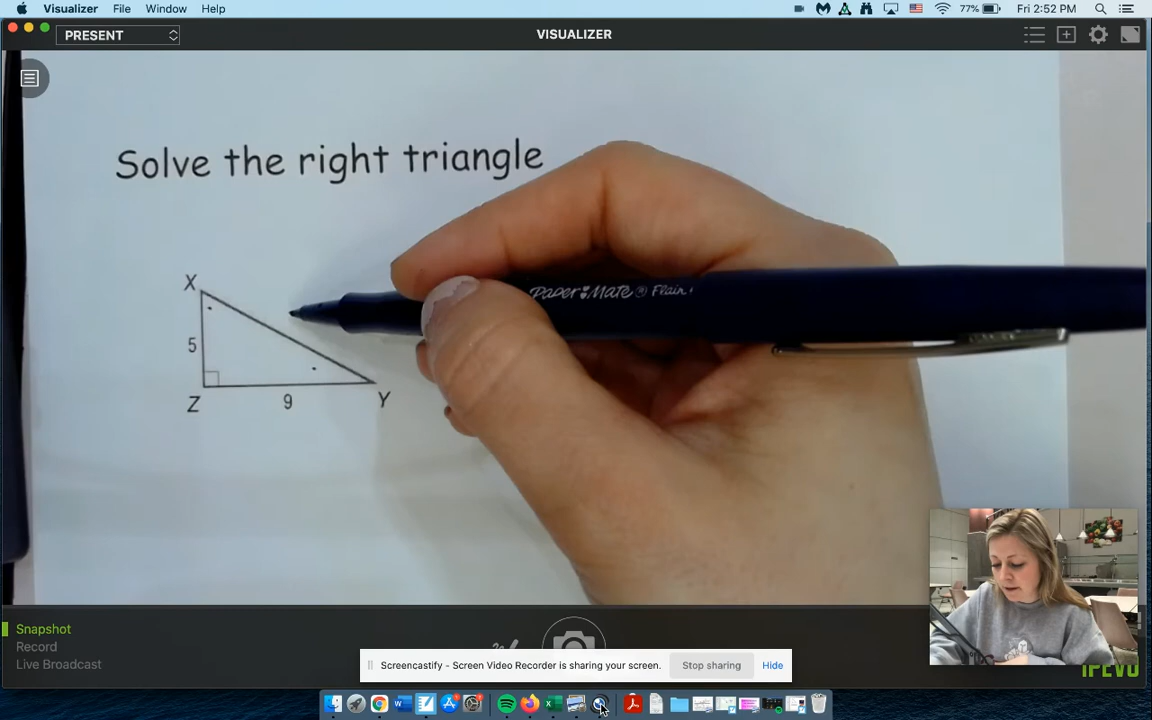 Visualizer File Window Help
77% Fri 2:52 PM
PRESENT
VISUALIZER
Solve the right triangle
X
5
Z
9
Y
Paper Mate ® Flair
Snapshot
Record
Live Broadcast
Screencastify - Screen Video Recorder is sharing your screen. Stop sharing Hide
IPEVO